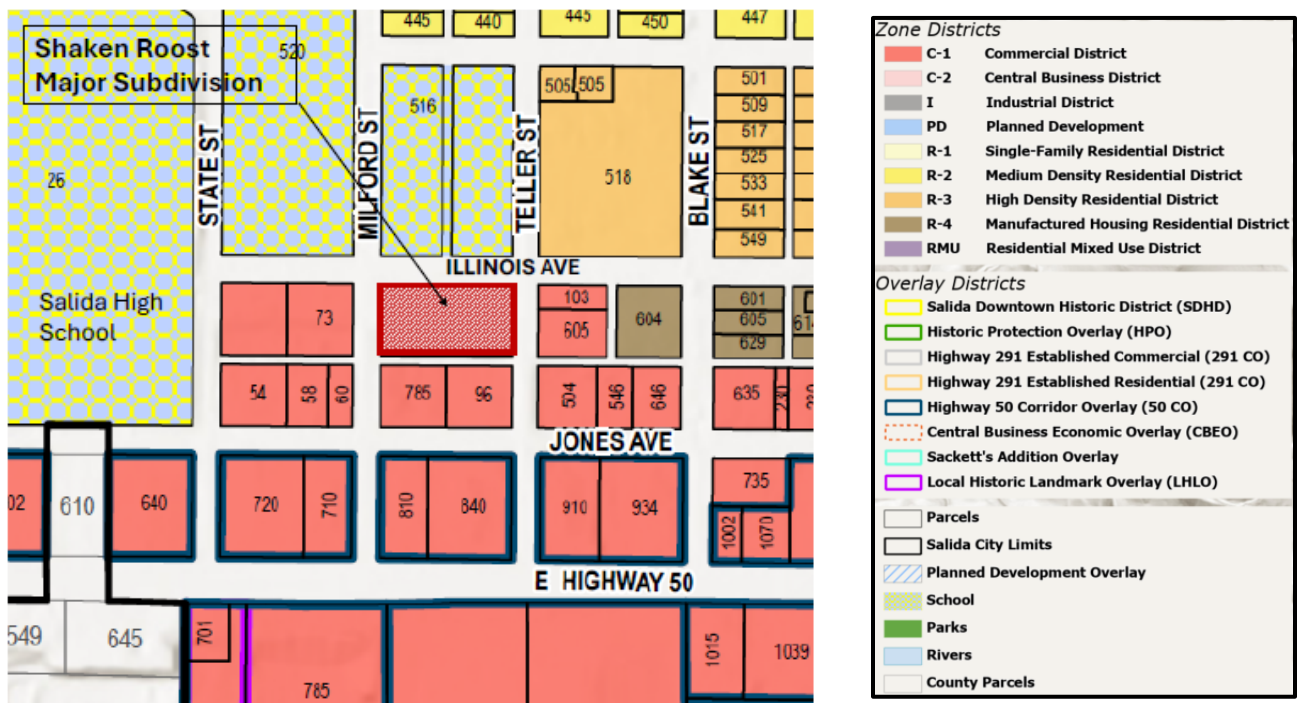 445
440
445
450
447
Shaken Roost
Major Subdivision
520
516
505
505
501
509
517
525
533
541
549
518
26
STATE ST
MILFORD ST
TELLER ST
BLAKE ST
ILLINOIS AVE
Salida High
School
73
103
605
604
601
605
629
54
58
60
785
96
504
546
646
635
JONES AVE
02
610
640
720
710
810
840
910
934
735
1002
1070
E HIGHWAY 50
549
645
701
785
1015
1039
Zone Districts
C-1 Commercial District
C-2 Central Business District
I Industrial District
PD Planned Development
R-1 Single-Family Residential District
R-2 Medium Density Residential District
R-3 High Density Residential District
R-4 Manufactured Housing Residential District
RMU Residential Mixed Use District
Overlay Districts
Salida Downtown Historic District (SDHD)
Historic Protection Overlay (HPO)
Highway 291 Established Commercial (291 CO)
Highway 291 Established Residential (291 CO)
Highway 50 Corridor Overlay (50 CO)
Central Business Economic Overlay (CBEO)
Sackett's Addition Overlay
Local Historic Landmark Overlay (LHLO)
Parcels
Salida City Limits
Planned Development Overlay
School
Parks
Rivers
County Parcels